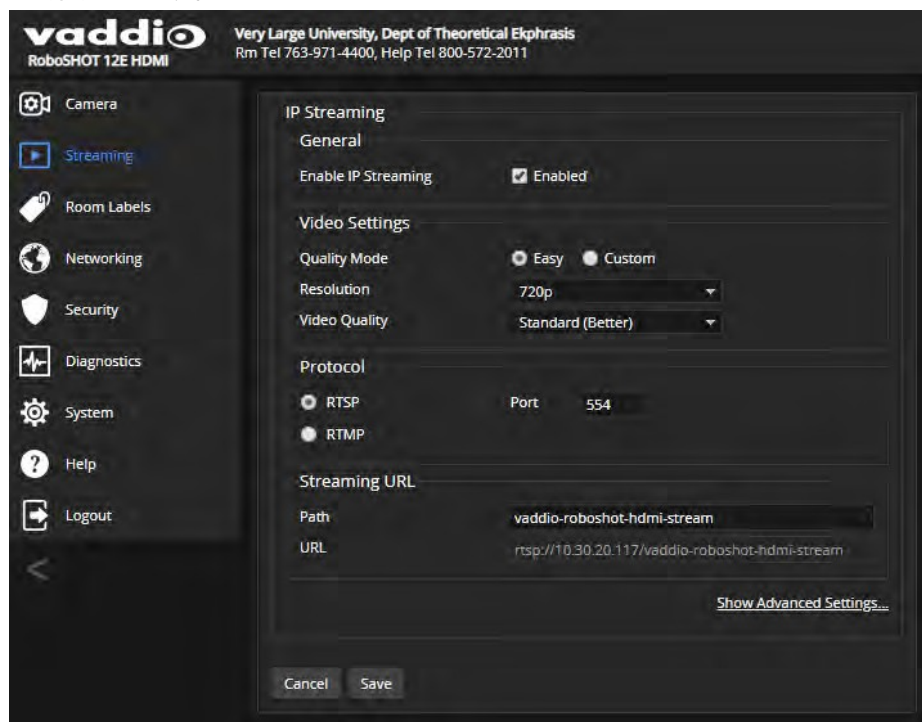 vaddio
RoboSHOT 12E HDMI
Very Large University, Dept of Theoretical Ekphrasis
Rm Tel 763-971-4400, Help Tel 800-572-2011
Camera
Streaming
Room Labels
Networking
Security
Diagnostics
System
Help
Logout
<
IP Streaming
General
Enable IP Streaming Enabled
Video Settings
Quality Mode Easy Custom
Resolution 720p
Video Quality Standard (Better)
Protocol
RTSP Port 554
RTMP
Streaming URL
Path vaddio-roboshot-hdmi-stream
URL rtsp://10.30.20.117/vaddio-roboshot-hdmi-stream
Show Advanced Settings...
Cancel Save